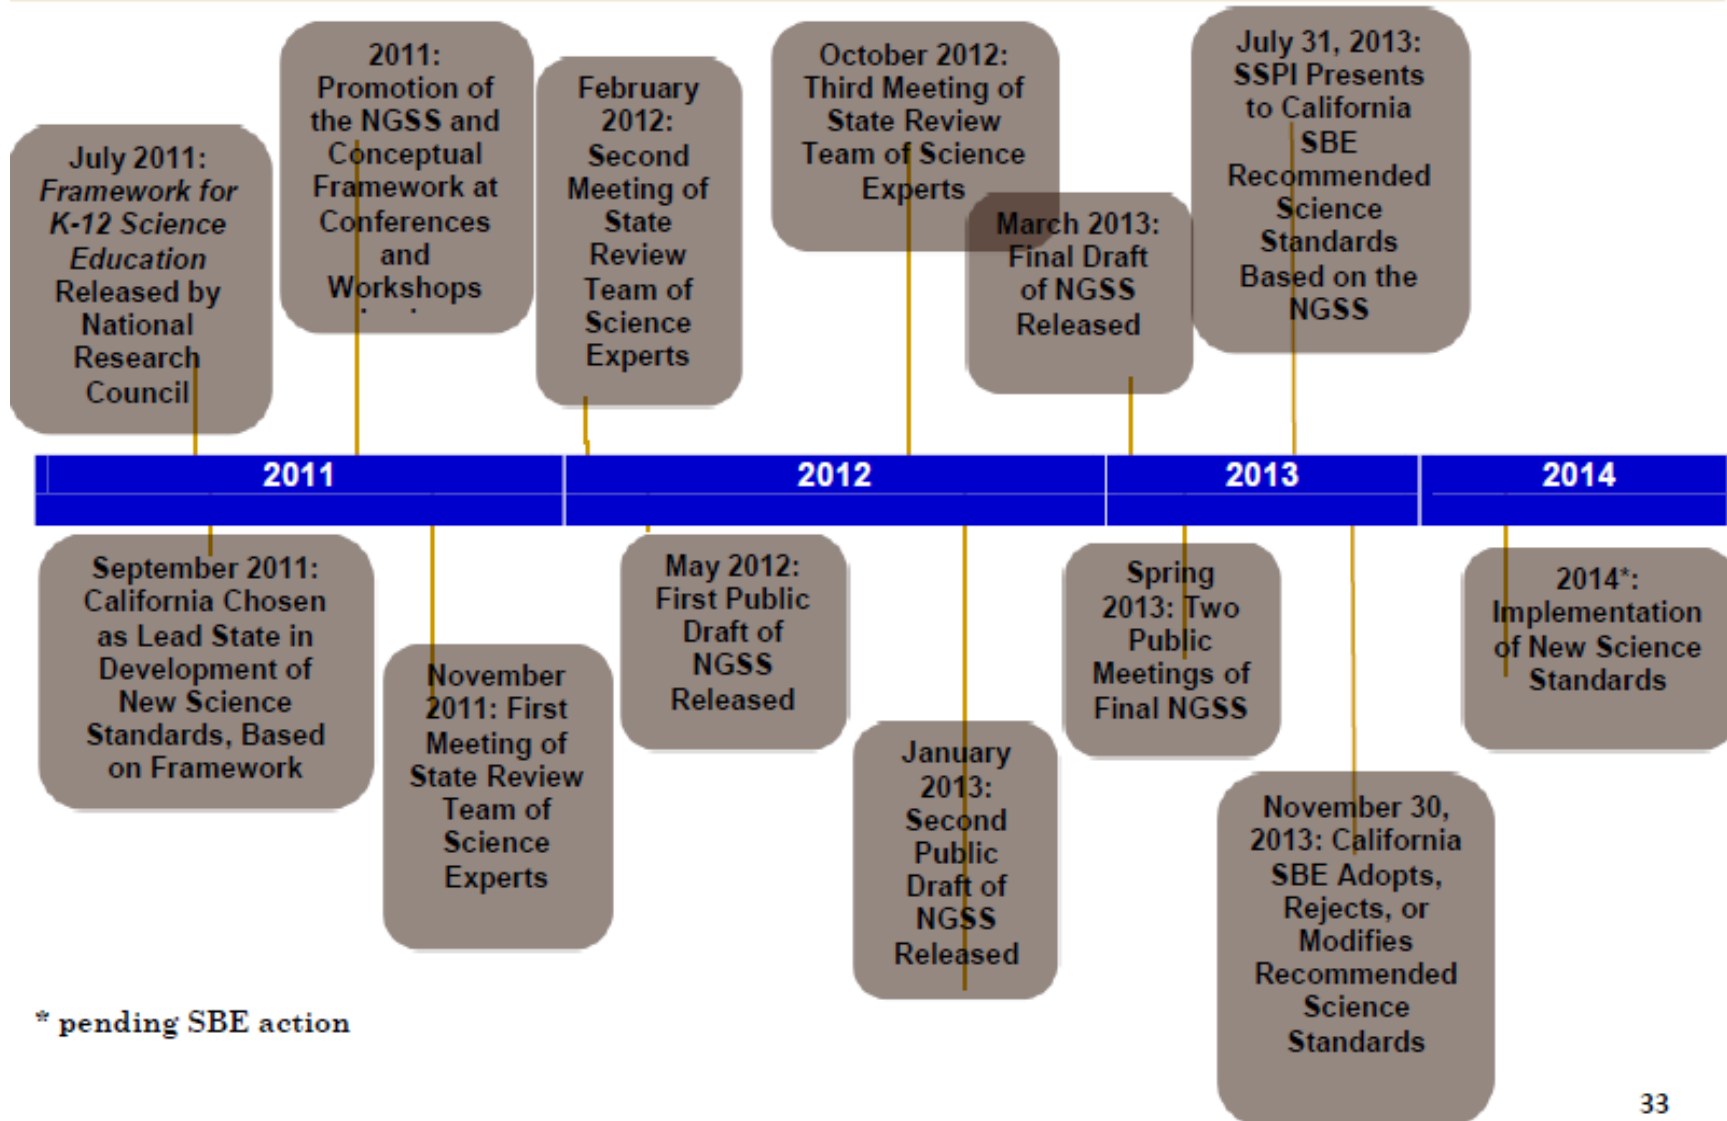 July 2011:
Framework for
K-12 Science
Education
Released by
National
Research
Council
2011:
Promotion of
the NGSS and
Conceptual
Framework at
Conferences
and
Workshops
February
2012:
Second
Meeting of
State
Review
Team of
Science
Experts
October 2012:
Third Meeting of
State Review
Team of Science
Experts
March 2013:
Final Draft
of NGSS
Released
July 31, 2013:
SSPI Presents
to California
SBE
Recommended
Science
Standards
Based on the
NGSS
2011
2012
2013
2014
September 2011:
California Chosen
as Lead State in
Development of
New Science
Standards, Based
on Framework
November
2011: First
Meeting of
State Review
Team of
Science
Experts
May 2012:
First Public
Draft of
NGSS
Released
January
2013:
Second
Public
Draft of
NGSS
Released
Spring
2013: Two
Public
Meetings of
Final NGSS
November 30,
2013: California
SBE Adopts,
Rejects, or
Modifies
Recommended
Science
Standards
2014*:
Implementation
of New Science
Standards
* pending SBE action
33